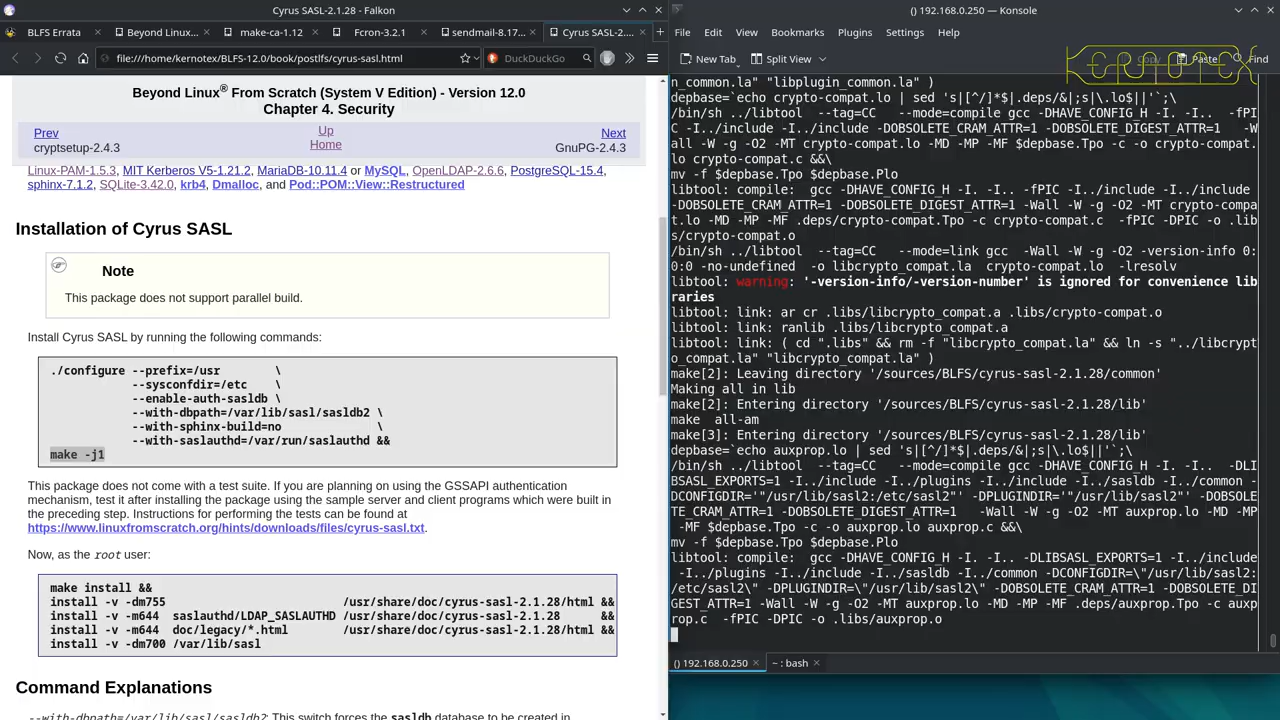 Cyrus SASL-2.1.28 - Falkon
BLFS Errata
Beyond Linux...
make-ca-1.12
Fcron-3.2.1
sendmail-8.17...
Cyrus SASL-2....
file:///home/kernotex/BLFS-12.0/book/postlfs/cyrus-sasl.html
DuckDuckGo
Beyond Linux® From Scratch (System V Edition) - Version 12.0
Chapter 4. Security
Prev
Up
Next
cryptsetup-2.4.3
Home
GnuPG-2.4.3
Linux-PAM-1.5.3, MIT Kerberos V5-1.21.2, MariaDB-10.11.4 or MySQL, OpenLDAP-2.6.6, PostgreSQL-15.4,
sphinx-7.1.2, SQLite-3.42.0, krb4, Dmalloc, and Pod::POM::View::Restructured
Installation of Cyrus SASL
Note
This package does not support parallel build.
Install Cyrus SASL by running the following commands:
./configure --prefix=/usr \
--sysconfdir=/etc \
--enable-auth-sasldb \
--with-dbpath=/var/lib/sasl/sasldb2 \
--with-sphinx-build=no \
--with-saslauthd=/var/run/saslauthd &&
make -j1
This package does not come with a test suite. If you are planning on using the GSSAPI authentication
mechanism, test it after installing the package using the sample server and client programs which were built in
the preceding step. Instructions for performing the tests can be found at
https://www.linuxfromscratch.org/hints/downloads/files/cyrus-sasl.txt.
Now, as the root user:
make install &&
install -v -dm755 /usr/share/doc/cyrus-sasl-2.1.28/html &&
install -v -m644 saslauthd/LDAP_SASLAUTHD /usr/share/doc/cyrus-sasl-2.1.28 &&
install -v -m644 doc/legacy/*.html /usr/share/doc/cyrus-sasl-2.1.28/html &&
install -v -dm700 /var/lib/sasl
Command Explanations
--with-dbpath=/var/lib/sasl/sasldb2: This switch forces the sasldb database to be created in
() 192.168.0.250 — Konsole
File Edit View Bookmarks Plugins Settings Help
New Tab
Split View
Copy
Paste
Find
KERNOTEX
n_common.la" "libplugin_common.la" )
depbase=`echo crypto-compat.lo | sed 's|[^/]*$|.deps/&|;s|\.lo$||'`;\
/bin/sh ../libtool --tag=CC --mode=compile gcc -DHAVE_CONFIG_H -I. -I.. -fPI
C -I../include -I../include -DOBSOLETE_CRAM_ATTR=1 -DOBSOLETE_DIGEST_ATTR=1 -W
all -W -g -O2 -MT crypto-compat.lo -MD -MP -MF $depbase.Tpo -c -o crypto-compat.
lo crypto-compat.c &&\
mv -f $depbase.Tpo $depbase.Plo
libtool: compile: gcc -DHAVE_CONFIG_H -I. -I.. -fPIC -I../include -I../include
-DOBSOLETE_CRAM_ATTR=1 -DOBSOLETE_DIGEST_ATTR=1 -Wall -W -g -O2 -MT crypto-compa
t.lo -MD -MP -MF .deps/crypto-compat.Tpo -c crypto-compat.c -fPIC -DPIC -o .lib
s/crypto-compat.o
/bin/sh ../libtool --tag=CC --mode=link gcc -Wall -W -g -O2 -version-info 0:
0:0 -no-undefined -o libcrypto_compat.la crypto-compat.lo -lresolv
libtool: warning: '-version-info/-version-number' is ignored for convenience lib
raries
libtool: link: ar cr .libs/libcrypto_compat.a .libs/crypto-compat.o
libtool: link: ranlib .libs/libcrypto_compat.a
libtool: link: ( cd ".libs" && rm -f "libcrypto_compat.la" && ln -s "../libcrypt
o_compat.la" "libcrypto_compat.la" )
make[2]: Leaving directory '/sources/BLFS/cyrus-sasl-2.1.28/common'
Making all in lib
make[2]: Entering directory '/sources/BLFS/cyrus-sasl-2.1.28/lib'
make all-am
make[3]: Entering directory '/sources/BLFS/cyrus-sasl-2.1.28/lib'
depbase=`echo auxprop.lo | sed 's|[^/]*$|.deps/&|;s|\.lo$||'`;\
/bin/sh ../libtool --tag=CC --mode=compile gcc -DHAVE_CONFIG_H -I. -I.. -DLI
BSASL_EXPORTS=1 -I../include -I../plugins -I../include -I../sasldb -I../common -
DCONFIGDIR='"/usr/lib/sasl2:/etc/sasl2"' -DPLUGINDIR='"/usr/lib/sasl2"' -DOBSOLE
TE_CRAM_ATTR=1 -DOBSOLETE_DIGEST_ATTR=1 -Wall -W -g -O2 -MT auxprop.lo -MD -MP
-MF $depbase.Tpo -c -o auxprop.lo auxprop.c &&\
mv -f $depbase.Tpo $depbase.Plo
libtool: compile: gcc -DHAVE_CONFIG_H -I. -I.. -DLIBSASL_EXPORTS=1 -I../include
-I../plugins -I../include -I../sasldb -I../common -DCONFIGDIR=\"/usr/lib/sasl2:
/etc/sasl2\" -DPLUGINDIR=\"/usr/lib/sasl2\" -DOBSOLETE_CRAM_ATTR=1 -DOBSOLETE_DI
GEST_ATTR=1 -Wall -W -g -O2 -MT auxprop.lo -MD -MP -MF .deps/auxprop.Tpo -c auxp
rop.c -fPIC -DPIC -o .libs/auxprop.o
() 192.168.0.250
~ : bash